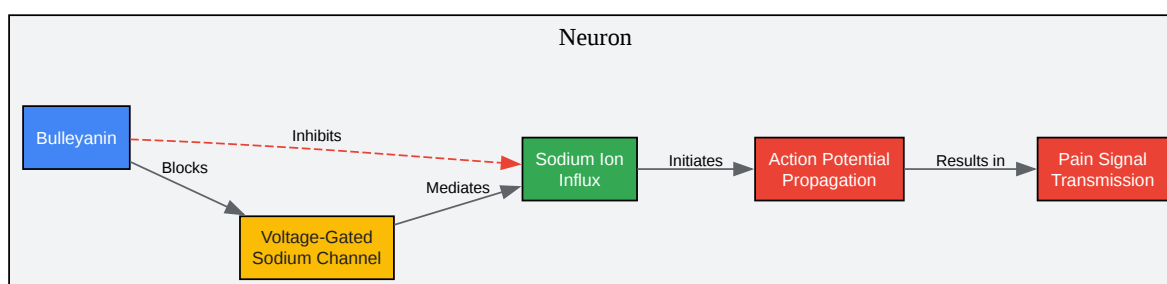 Neuron
Bulleyanin
Inhibits
Blocks
Voltage-Gated
Sodium Channel
Mediates
Sodium Ion
Influx
Initiates
Action Potential
Propagation
Results in
Pain Signal
Transmission